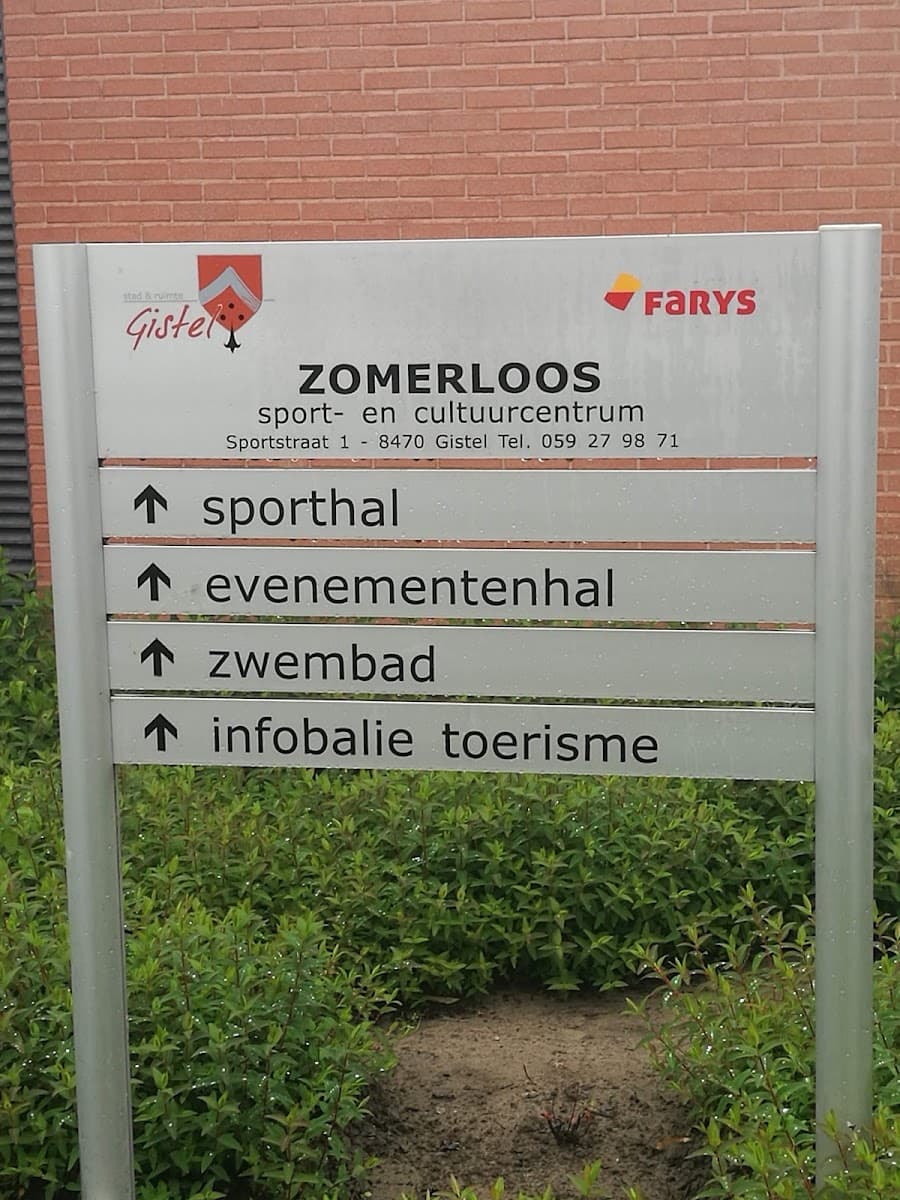 stad & ruimte
Gistel
FARYS
ZOMERLOOS
sport- en cultuurcentrum
Sportstraat 1 - 8470 Gistel Tel. 059 27 98 71
sporthal
evenementenhal
zwembad
infobalie toerisme